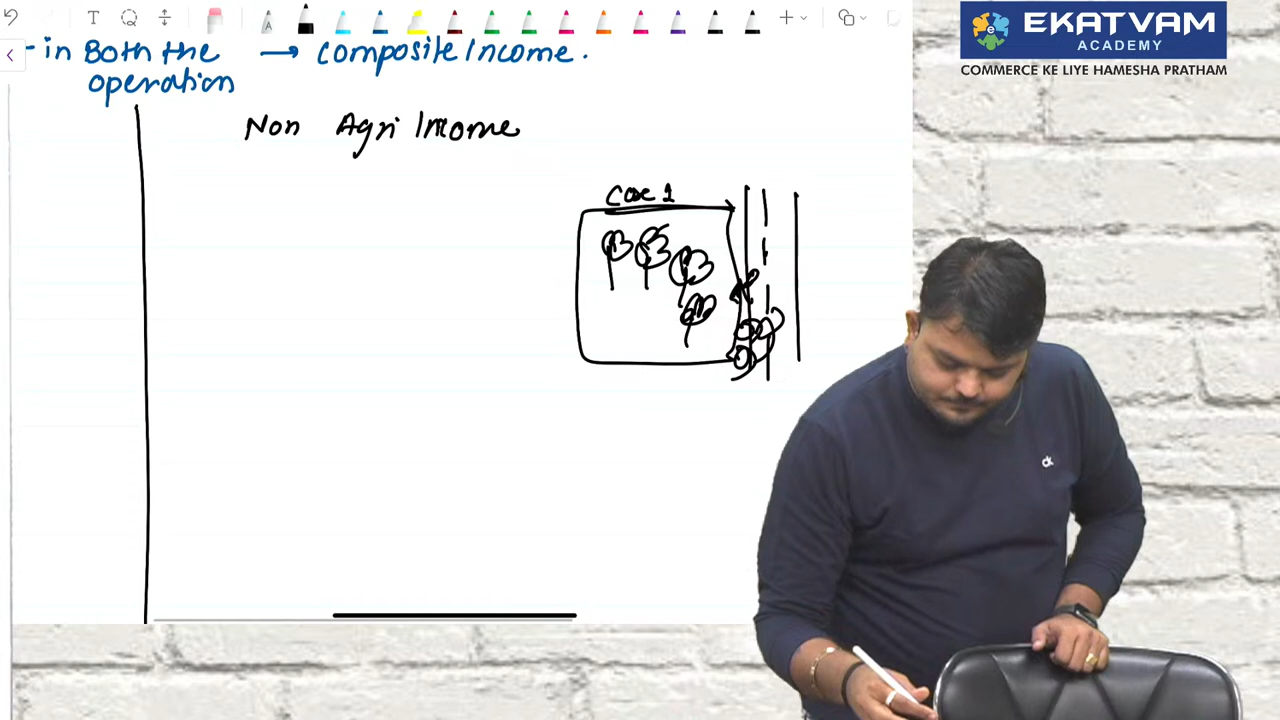 EKATVAM
ACADEMY
COMMERCE KE LIYE HAMESHA PRATHAM
- in Both the → Composite Income.
operation
Non Agri Income
Case 1